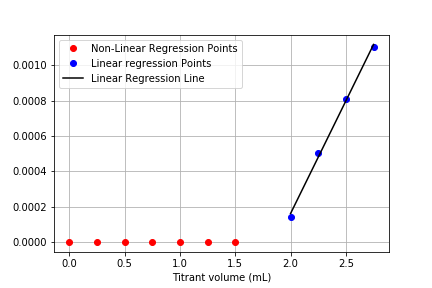 Non-Linear Regression Points
Linear regression Points
Linear Regression Line
0.0010
0.0008
0.0006
0.0004
0.0002
0.0000
0.0 0.5 1.0 1.5 2.0 2.5
Titrant volume (mL)